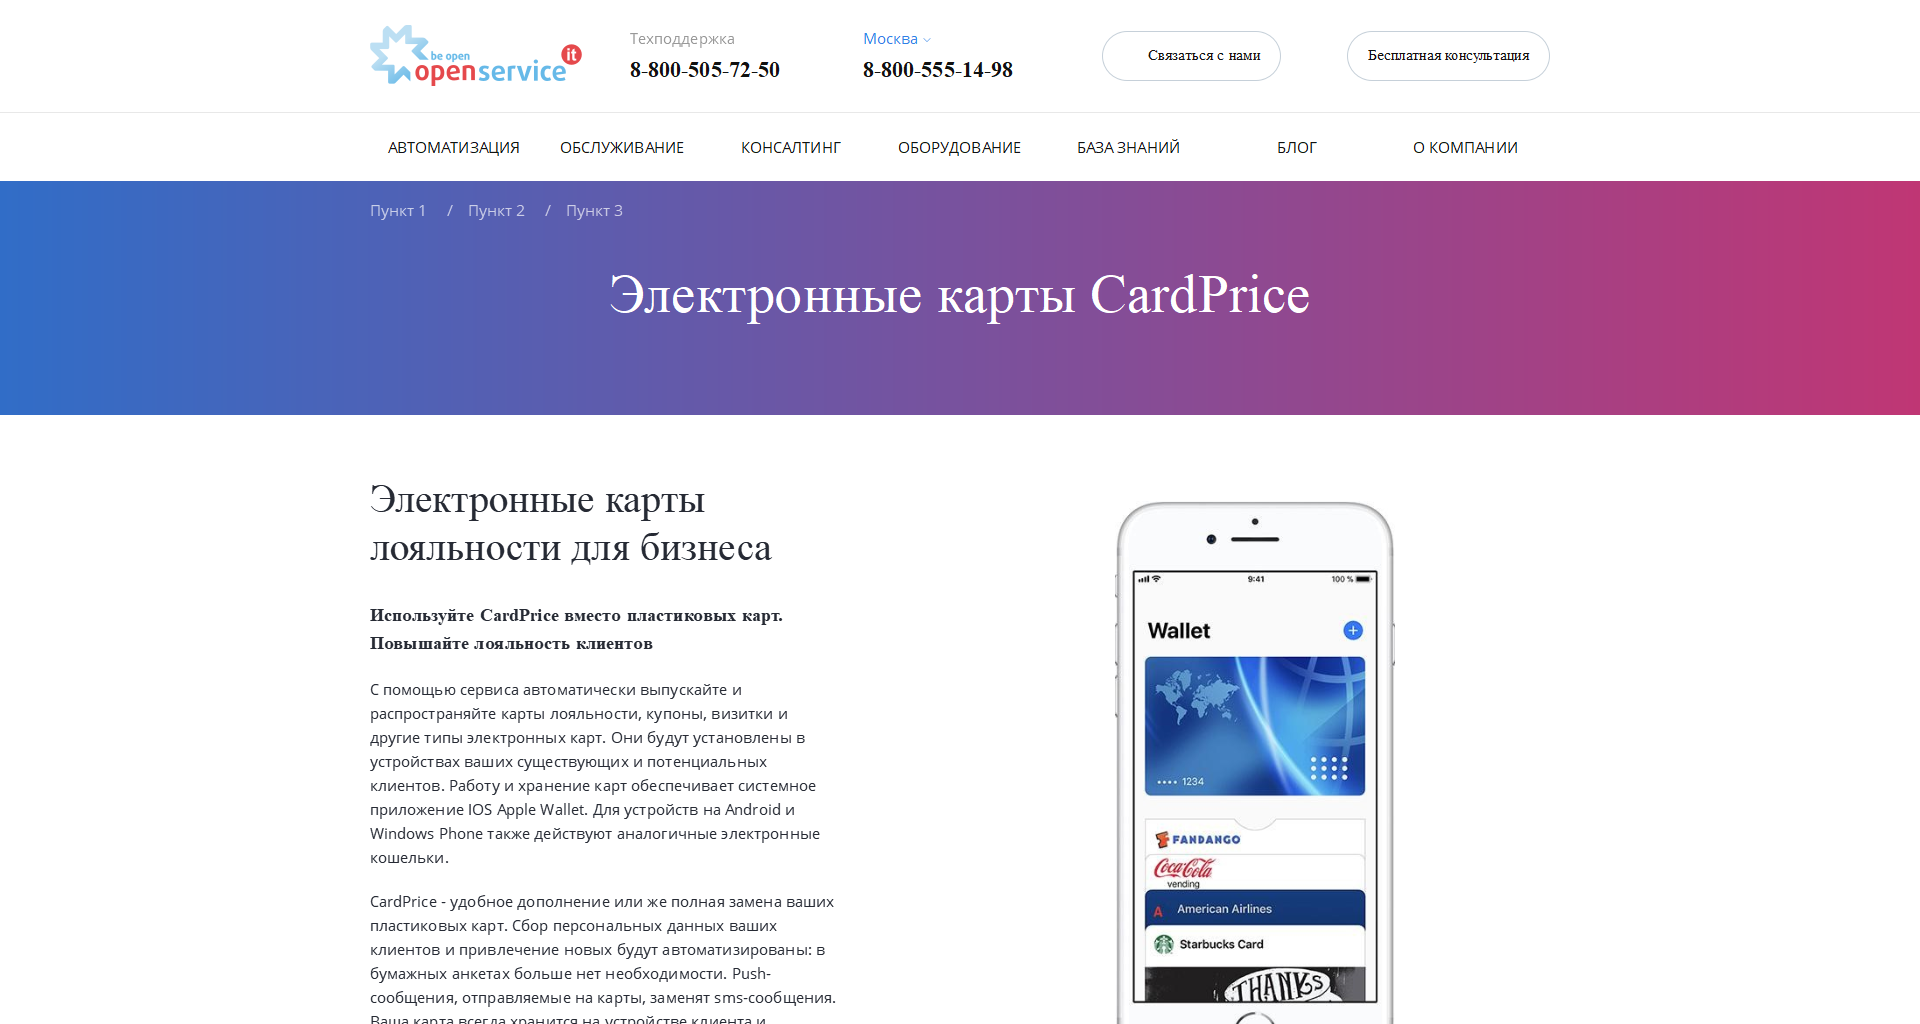 be open
openservice it
Техподдержка
8-800-505-72-50
Москва
8-800-555-14-98
Связаться с нами
Бесплатная консультация
АВТОМАТИЗАЦИЯ ОБСЛУЖИВАНИЕ КОНСАЛТИНГ ОБОРУДОВАНИЕ БАЗА ЗНАНИЙ БЛОГ О КОМПАНИИ
Пункт 1 / Пункт 2 / Пункт 3
Электронные карты CardPrice
Электронные карты
лояльности для бизнеса
Используйте CardPrice вместо пластиковых карт.
Повышайте лояльность клиентов
С помощью сервиса автоматически выпускайте и
распространяйте карты лояльности, купоны, визитки и
другие типы электронных карт. Они будут установлены в
устройствах ваших существующих и потенциальных
клиентов. Работу и хранение карт обеспечивает системное
приложение IOS Apple Wallet. Для устройств на Android и
Windows Phone также действуют аналогичные электронные
кошельки.
CardPrice - удобное дополнение или же полная замена ваших
пластиковых карт. Сбор персональных данных ваших
клиентов и привлечение новых будут автоматизированы: в
бумажных анкетах больше нет необходимости. Push-
сообщения, отправляемые на карты, заменят sms-сообщения.
Ваша карта всегда хранится на устройстве клиента и
9:41 100 %
Wallet
•••• 1234
FANDANGO
Coca-Cola
vending
American Airlines
Starbucks Card
THANKS